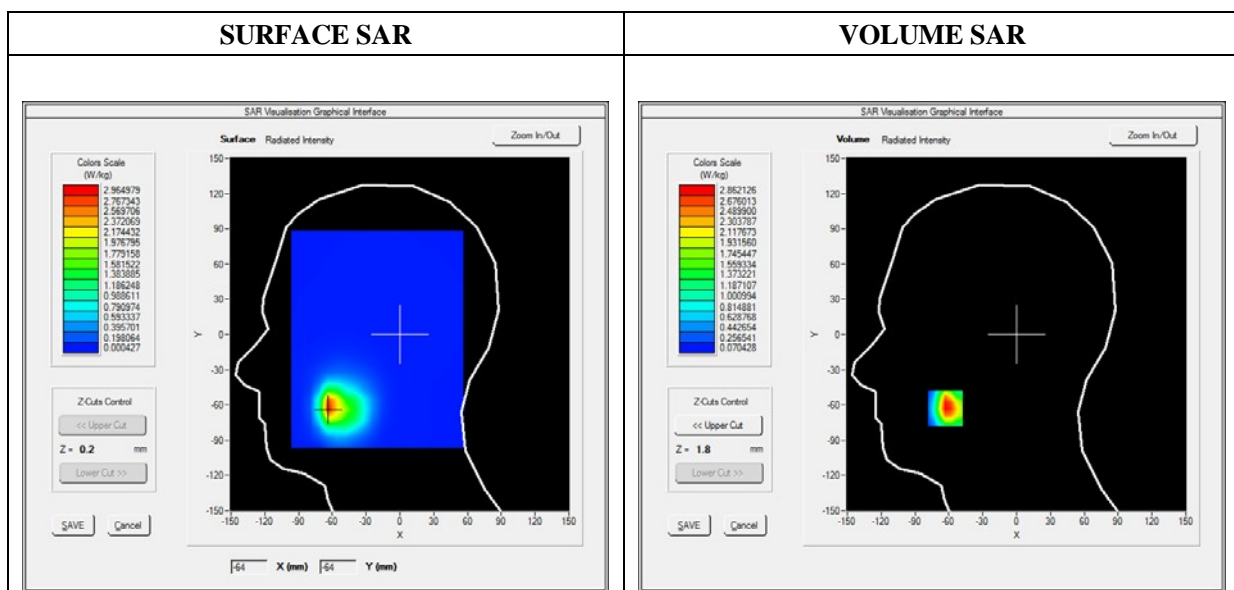 SURFACE SAR
VOLUME SAR
SAR Visualisation Graphical Interface
Surface Radiated Intensity
Zoom In/Out
Colors Scale
(W/kg)
2.964979
2.767343
2.569706
2.372069
2.174432
1.976795
1.779158
1.581522
1.383885
1.186248
0.988611
0.790974
0.593337
0.395701
0.198064
0.000427
Z-Cuts Control
<< Upper Cut
Z = 0.2 mm
Lower Cut >>
SAVE Cancel
150
120
90
60
30
0
-30
-60
-90
-120
-150
Y
-150 -120 -90 -60 -30 0 30 60 90 120 150
X
-64 X (mm) -64 Y (mm)
SAR Visualisation Graphical Interface
Volume Radiated Intensity
Zoom In/Out
Colors Scale
(W/kg)
2.862126
2.676013
2.489900
2.303787
2.117673
1.931560
1.745447
1.559334
1.373221
1.187107
1.000994
0.814881
0.628768
0.442654
0.256541
0.070428
Z-Cuts Control
<< Upper Cut
Z = 1.8 mm
Lower Cut >>
SAVE Cancel
150
120
90
60
30
0
-30
-60
-90
-120
-150
Y
-150 -120 -90 -60 -30 0 30 60 90 120 150
X